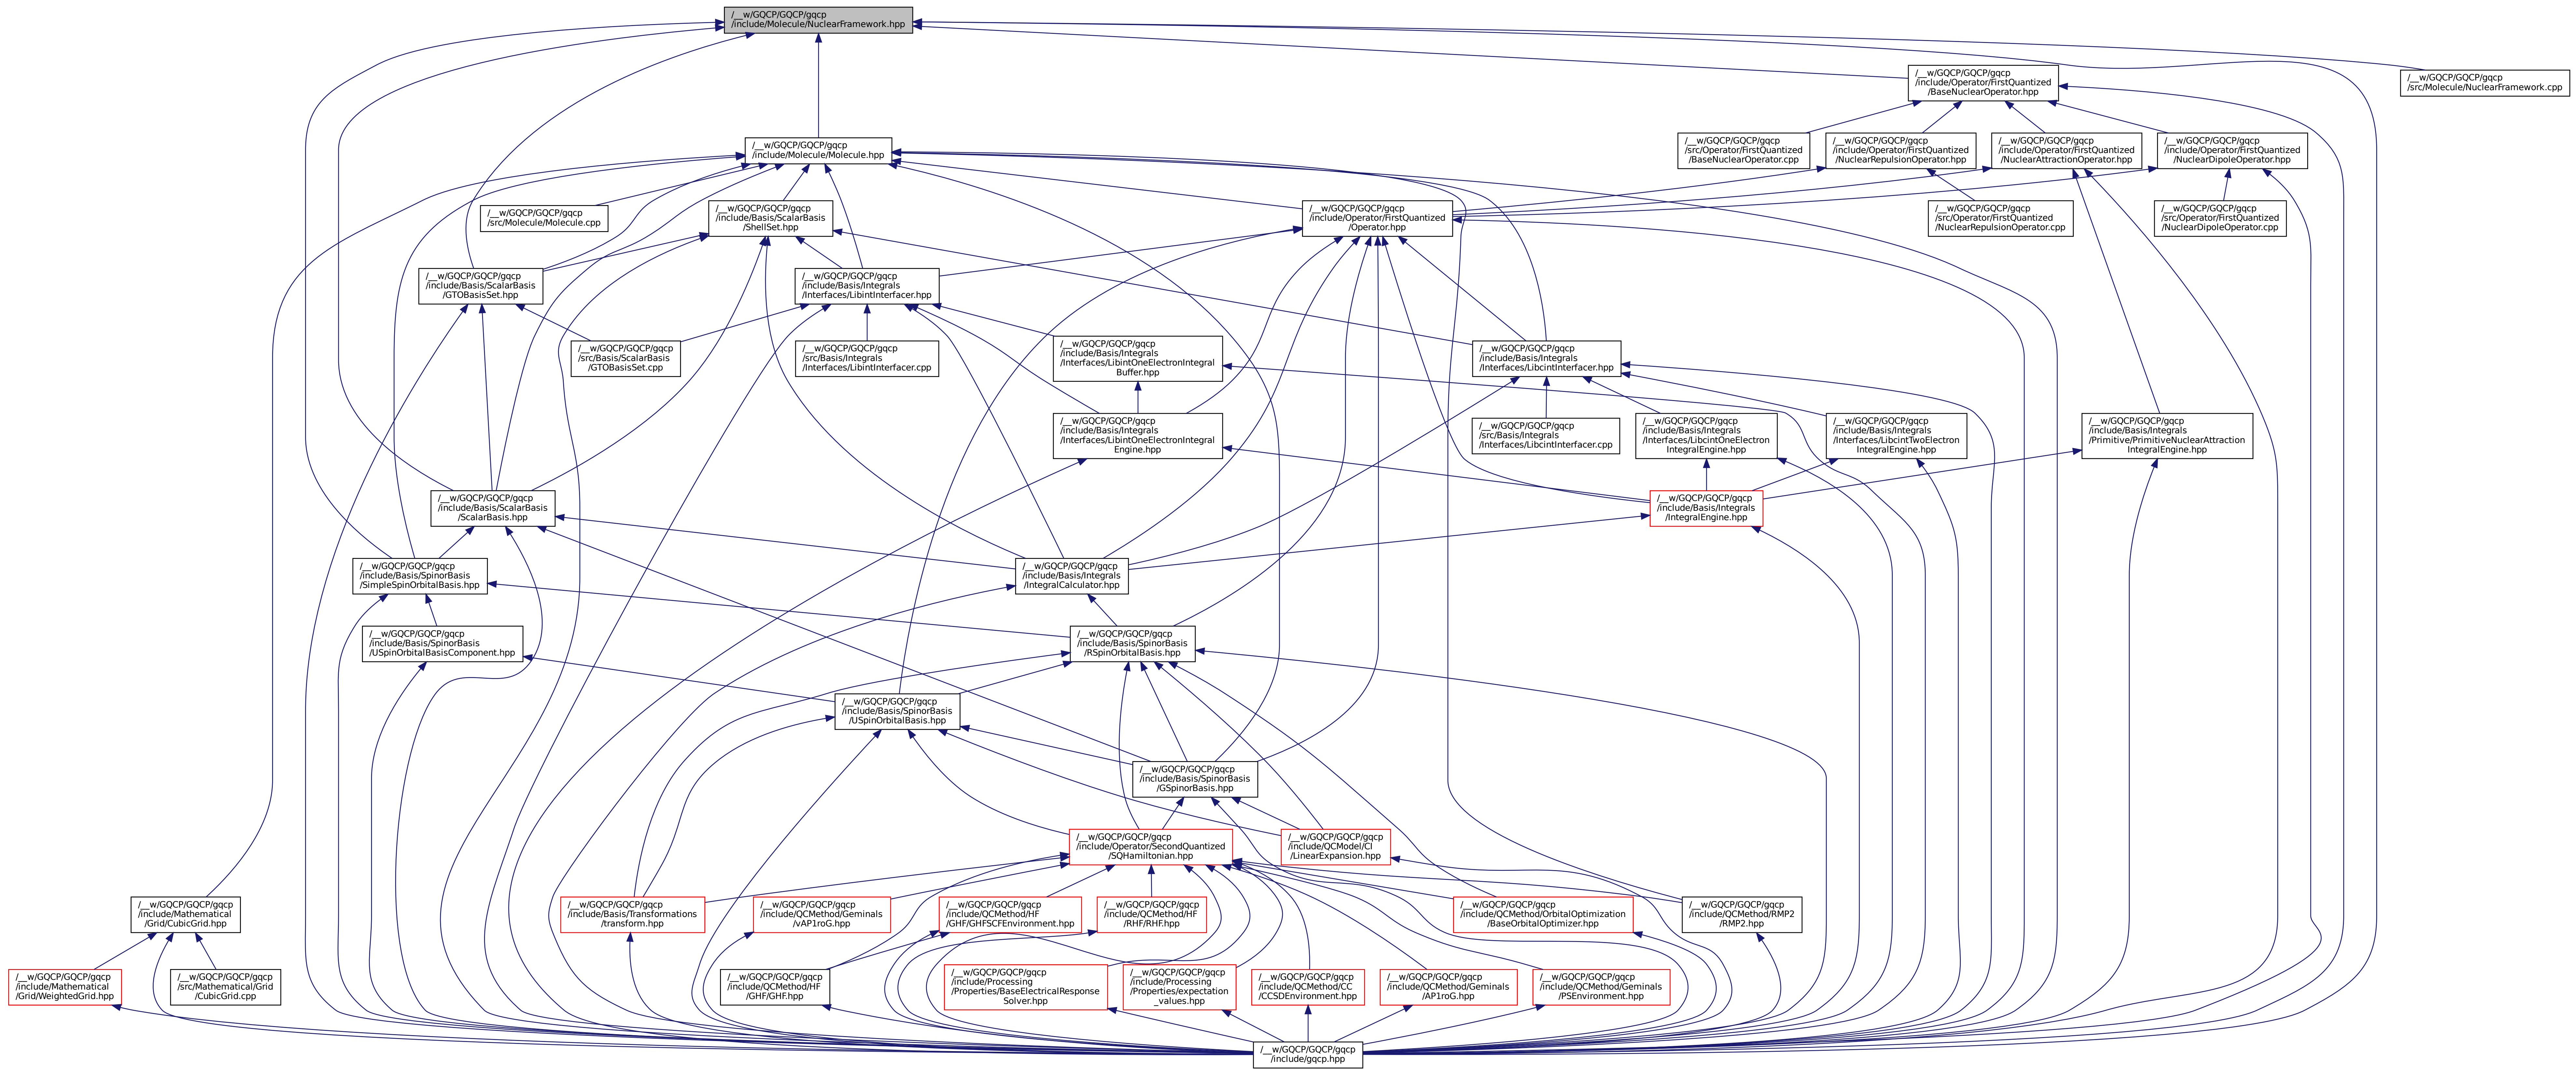 /__w/GQCP/GQCP/gqcp
/include/Molecule/NuclearFramework.hpp
/__w/GQCP/GQCP/gqcp
/include/Operator/FirstQuantized
/BaseNuclearOperator.hpp
/__w/GQCP/GQCP/gqcp
/src/Molecule/NuclearFramework.cpp
/__w/GQCP/GQCP/gqcp
/include/Molecule/Molecule.hpp
/__w/GQCP/GQCP/gqcp
/src/Operator/FirstQuantized
/BaseNuclearOperator.cpp
/__w/GQCP/GQCP/gqcp
/include/Operator/FirstQuantized
/NuclearRepulsionOperator.hpp
/__w/GQCP/GQCP/gqcp
/include/Operator/FirstQuantized
/NuclearAttractionOperator.hpp
/__w/GQCP/GQCP/gqcp
/include/Operator/FirstQuantized
/NuclearDipoleOperator.hpp
/__w/GQCP/GQCP/gqcp
/src/Molecule/Molecule.cpp
/__w/GQCP/GQCP/gqcp
/include/Basis/ScalarBasis
/ShellSet.hpp
/__w/GQCP/GQCP/gqcp
/include/Operator/FirstQuantized
/Operator.hpp
/__w/GQCP/GQCP/gqcp
/src/Operator/FirstQuantized
/NuclearRepulsionOperator.cpp
/__w/GQCP/GQCP/gqcp
/src/Operator/FirstQuantized
/NuclearDipoleOperator.cpp
/__w/GQCP/GQCP/gqcp
/include/Basis/ScalarBasis
/GTOBasisSet.hpp
/__w/GQCP/GQCP/gqcp
/include/Basis/Integrals
/Interfaces/LibintInterfacer.hpp
/__w/GQCP/GQCP/gqcp
/src/Basis/ScalarBasis
/GTOBasisSet.cpp
/__w/GQCP/GQCP/gqcp
/src/Basis/Integrals
/Interfaces/LibintInterfacer.cpp
/__w/GQCP/GQCP/gqcp
/include/Basis/Integrals
/Interfaces/LibintOneElectronIntegral
Buffer.hpp
/__w/GQCP/GQCP/gqcp
/include/Basis/Integrals
/Interfaces/LibcintInterfacer.hpp
/__w/GQCP/GQCP/gqcp
/include/Basis/Integrals
/Interfaces/LibintOneElectronIntegral
Engine.hpp
/__w/GQCP/GQCP/gqcp
/src/Basis/Integrals
/Interfaces/LibcintInterfacer.cpp
/__w/GQCP/GQCP/gqcp
/include/Basis/Integrals
/Interfaces/LibcintOneElectron
IntegralEngine.hpp
/__w/GQCP/GQCP/gqcp
/include/Basis/Integrals
/Interfaces/LibcintTwoElectron
IntegralEngine.hpp
/__w/GQCP/GQCP/gqcp
/include/Basis/Integrals
/Primitive/PrimitiveNuclearAttraction
IntegralEngine.hpp
/__w/GQCP/GQCP/gqcp
/include/Basis/ScalarBasis
/ScalarBasis.hpp
/__w/GQCP/GQCP/gqcp
/include/Basis/Integrals
/IntegralEngine.hpp
/__w/GQCP/GQCP/gqcp
/include/Basis/SpinorBasis
/SimpleSpinOrbitalBasis.hpp
/__w/GQCP/GQCP/gqcp
/include/Basis/Integrals
/IntegralCalculator.hpp
/__w/GQCP/GQCP/gqcp
/include/Basis/SpinorBasis
/USpinOrbitalBasisComponent.hpp
/__w/GQCP/GQCP/gqcp
/include/Basis/SpinorBasis
/RSpinOrbitalBasis.hpp
/__w/GQCP/GQCP/gqcp
/include/Basis/SpinorBasis
/USpinOrbitalBasis.hpp
/__w/GQCP/GQCP/gqcp
/include/Basis/SpinorBasis
/GSpinorBasis.hpp
/__w/GQCP/GQCP/gqcp
/include/Operator/SecondQuantized
/SQHamiltonian.hpp
/__w/GQCP/GQCP/gqcp
/include/QCModel/CI
/LinearExpansion.hpp
/__w/GQCP/GQCP/gqcp
/include/Mathematical
/Grid/CubicGrid.hpp
/__w/GQCP/GQCP/gqcp
/include/Basis/Transformations
/transform.hpp
/__w/GQCP/GQCP/gqcp
/include/QCMethod/Geminals
/vAP1roG.hpp
/__w/GQCP/GQCP/gqcp
/include/QCMethod/HF
/GHF/GHFSCFEnvironment.hpp
/__w/GQCP/GQCP/gqcp
/include/QCMethod/HF
/RHF/RHF.hpp
/__w/GQCP/GQCP/gqcp
/include/QCMethod/OrbitalOptimization
/BaseOrbitalOptimizer.hpp
/__w/GQCP/GQCP/gqcp
/include/QCMethod/RMP2
/RMP2.hpp
/__w/GQCP/GQCP/gqcp
/include/Mathematical
/Grid/WeightedGrid.hpp
/__w/GQCP/GQCP/gqcp
/src/Mathematical/Grid
/CubicGrid.cpp
/__w/GQCP/GQCP/gqcp
/include/QCMethod/HF
/GHF/GHF.hpp
/__w/GQCP/GQCP/gqcp
/include/Processing
/Properties/BaseElectricalResponse
Solver.hpp
/__w/GQCP/GQCP/gqcp
/include/Processing
/Properties/expectation
_values.hpp
/__w/GQCP/GQCP/gqcp
/include/QCMethod/CC
/CCSDEnvironment.hpp
/__w/GQCP/GQCP/gqcp
/include/QCMethod/Geminals
/AP1roG.hpp
/__w/GQCP/GQCP/gqcp
/include/QCMethod/Geminals
/PSEnvironment.hpp
/__w/GQCP/GQCP/gqcp
/include/gqcp.hpp